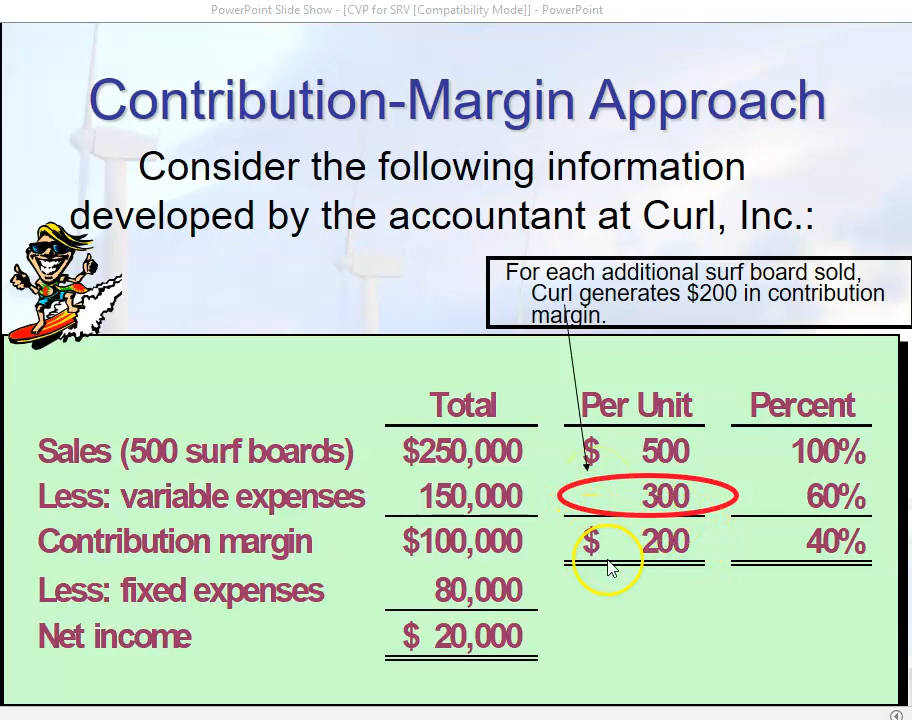 PowerPoint Slide Show - [CVP for SRV [Compatibility Mode]] - PowerPoint
Contribution-Margin Approach
Consider the following information
developed by the accountant at Curl, Inc.:
For each additional surf board sold,
Curl generates $200 in contribution
margin.
Total Per Unit Percent
Sales (500 surf boards) $250,000 $ 500 100%
Less: variable expenses 150,000 300 60%
Contribution margin $100,000 $ 200 40%
Less: fixed expenses 80,000
Net income $ 20,000